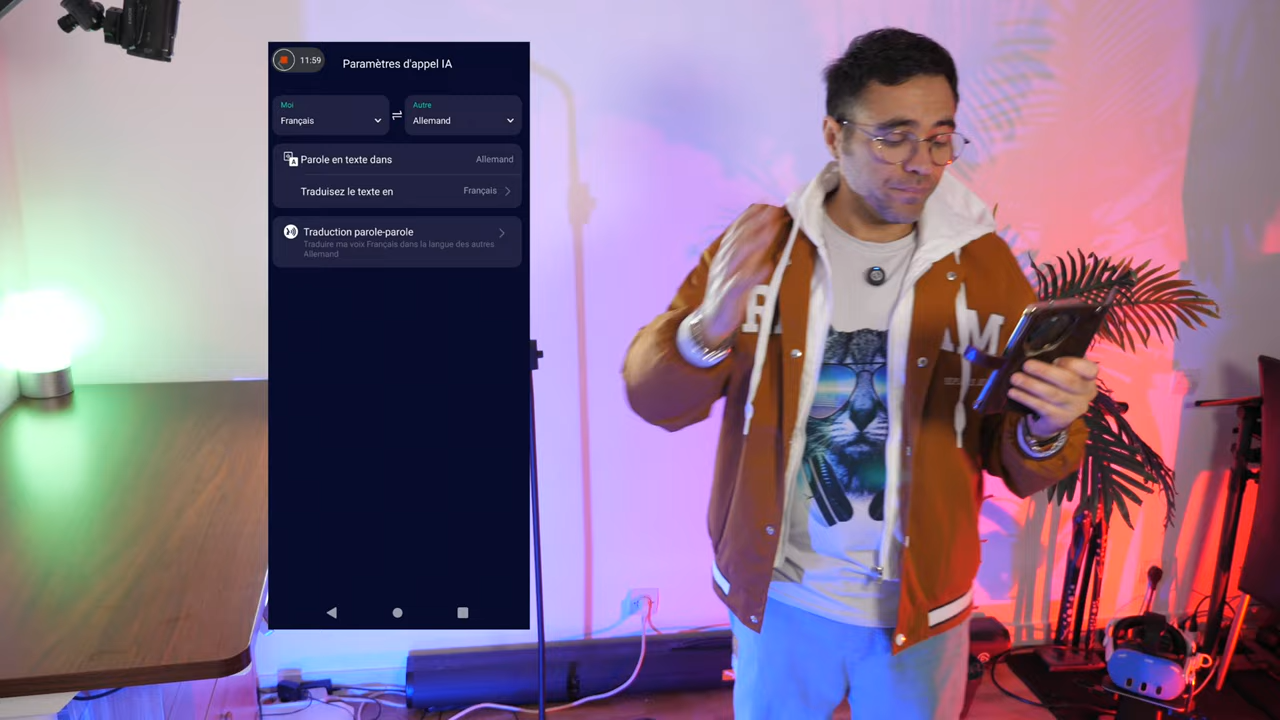 11:59
Paramètres d'appel IA
Moi
Français
Autre
Allemand
Parole en texte dans
Allemand
Traduisez le texte en
Français
Traduction parole-parole
Traduire ma voix Français dans la langue des autres
Allemand